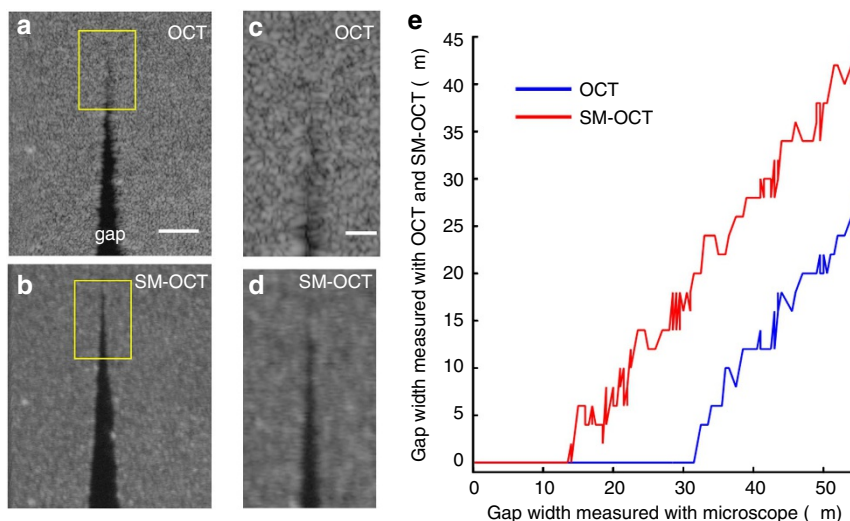 a
OCT
gap
b
SM-OCT
c
OCT
d
SM-OCT
e
Gap width measured with OCT and SM-OCT ( m)
45
40
35
30
25
20
15
10
5
0
OCT
SM-OCT
0 10 20 30 40 50
Gap width measured with microscope ( m)